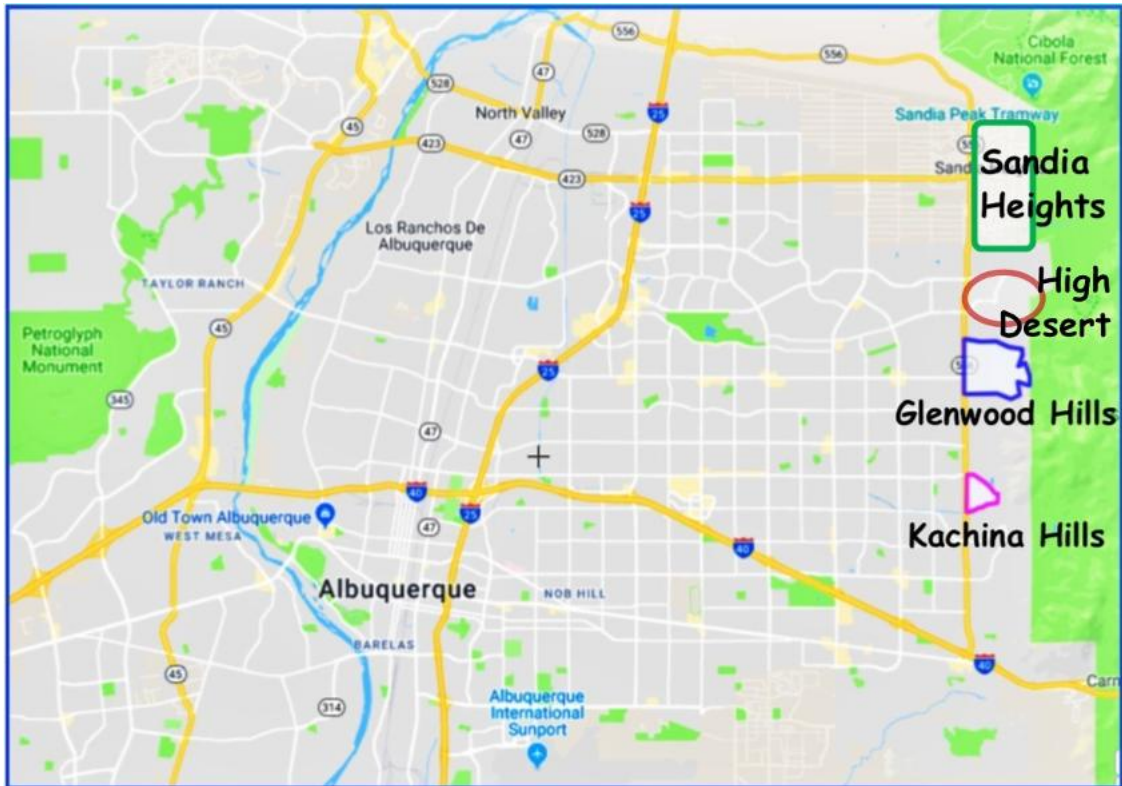 556
556
Cibola
National Forest
528
47
25
Sandia Peak Tramway
North Valley
528
45
423
47
Sandia
Heights
423
25
Los Ranchos De
Albuquerque
High
Desert
TAYLOR RANCH
45
Petroglyph
National
Monument
25
345
Glenwood Hills
47
40
25
Old Town Albuquerque
WEST MESA
47
Kachina Hills
40
Albuquerque
NOB HILL
BARELAS
45
40
314
Albuquerque
International
Sunport